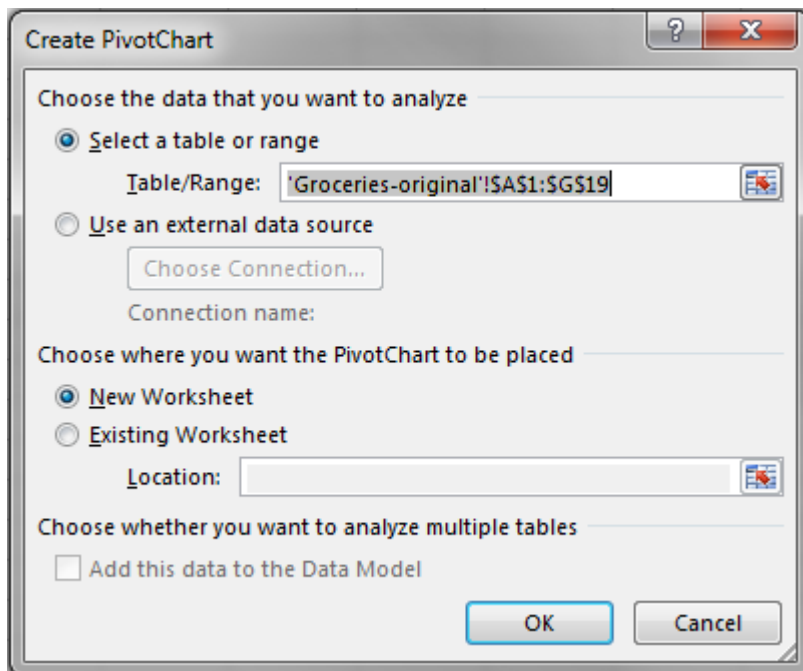 Create PivotChart
?
Choose the data that you want to analyze
Select a table or range
Table/Range: 'Groceries-original'!$A$1:$G$19
Use an external data source
Choose Connection...
Connection name:
Choose where you want the PivotChart to be placed
New Worksheet
Existing Worksheet
Location:
Choose whether you want to analyze multiple tables
Add this data to the Data Model
OK Cancel